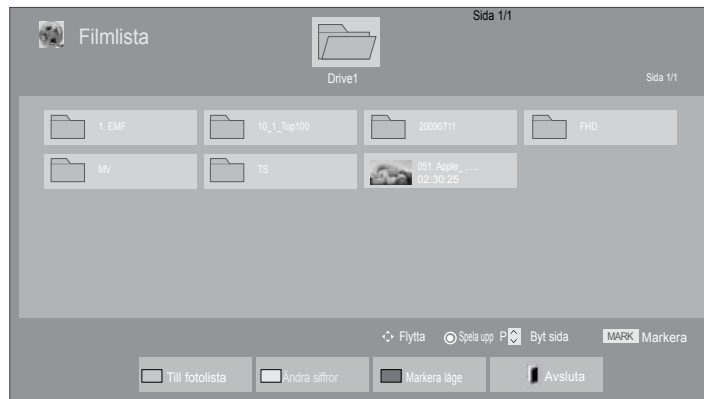 Sida 1/1
Filmlista
Drive1
Sida 1/1
1. EMF
10_1_Top100
20090711
FHD
MV
TS
051. Apple_ ......
02:30:25
Flytta
Spela upp
P
Byt sida
MARK
Markera
Till fotolista
Ändra siffror
Markera läge
Avsluta